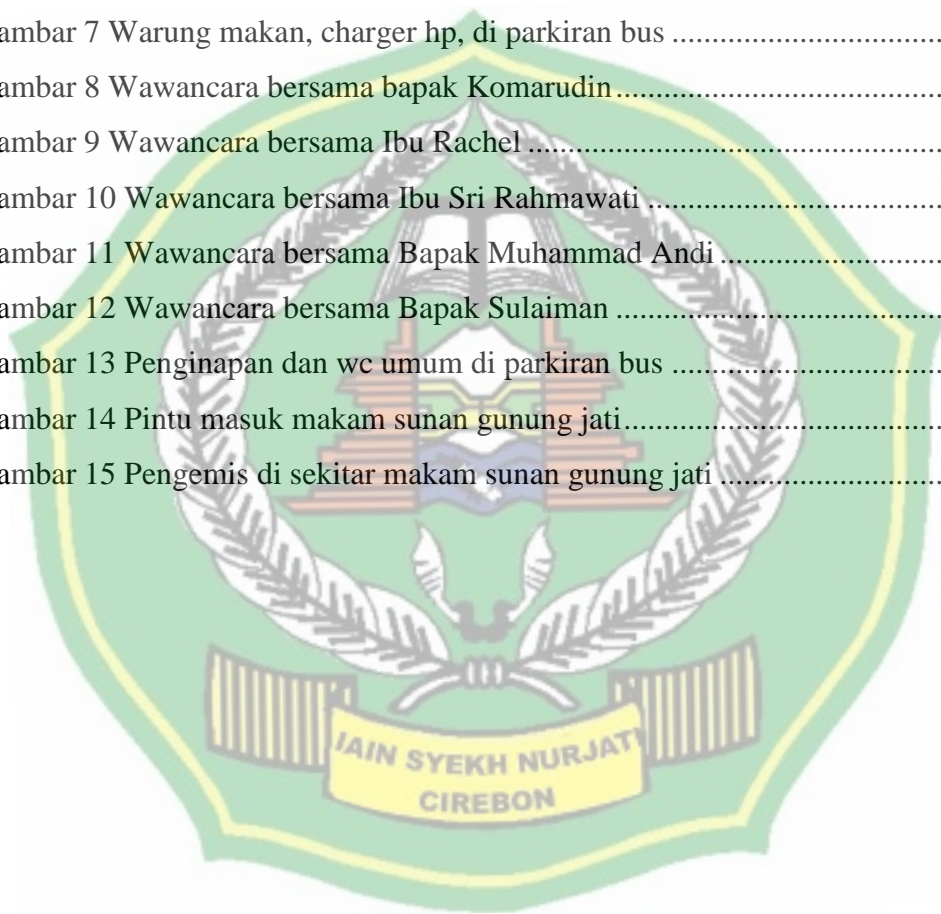 ambar 7 Warung makan, charger hp, di parkiran bus ................................
ambar 8 Wawancara bersama bapak Komarudin ................................
ambar 9 Wawancara bersama Ibu Rachel ................................
ambar 10 Wawancara bersama Ibu Sri Rahmawati ................................
ambar 11 Wawancara bersama Bapak Muhammad Andi ................................
ambar 12 Wawancara bersama Bapak Sulaiman ................................
ambar 13 Penginapan dan wc umum di parkiran bus ................................
ambar 14 Pintu masuk makam sunan gunung jati ................................
ambar 15 Pengemis di sekitar makam sunan gunung jati ................................
IAIN SYEKH NURJATI
CIREBON